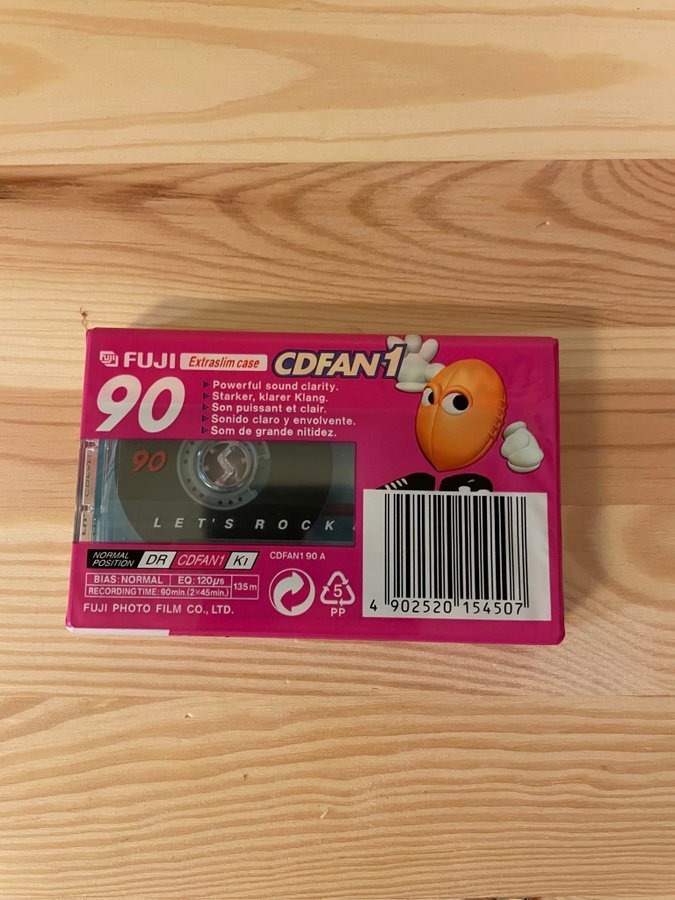 FUJI Extraslim case CDFAN1
90
Powerful sound clarity.
Starker, klarer Klang.
Son puissant et clair.
Sonido claro y envolvente.
Som de grande nitidez.
90
LET'S ROCK
NORMAL POSITION DR CDFAN1 K1
CDFAN1 90 A
BIAS: NORMAL EQ: 120µs
RECORDING TIME: 90min.(2×45min.) 135m
FUJI PHOTO FILM CO., LTD.
5
PP
4 902520 154507